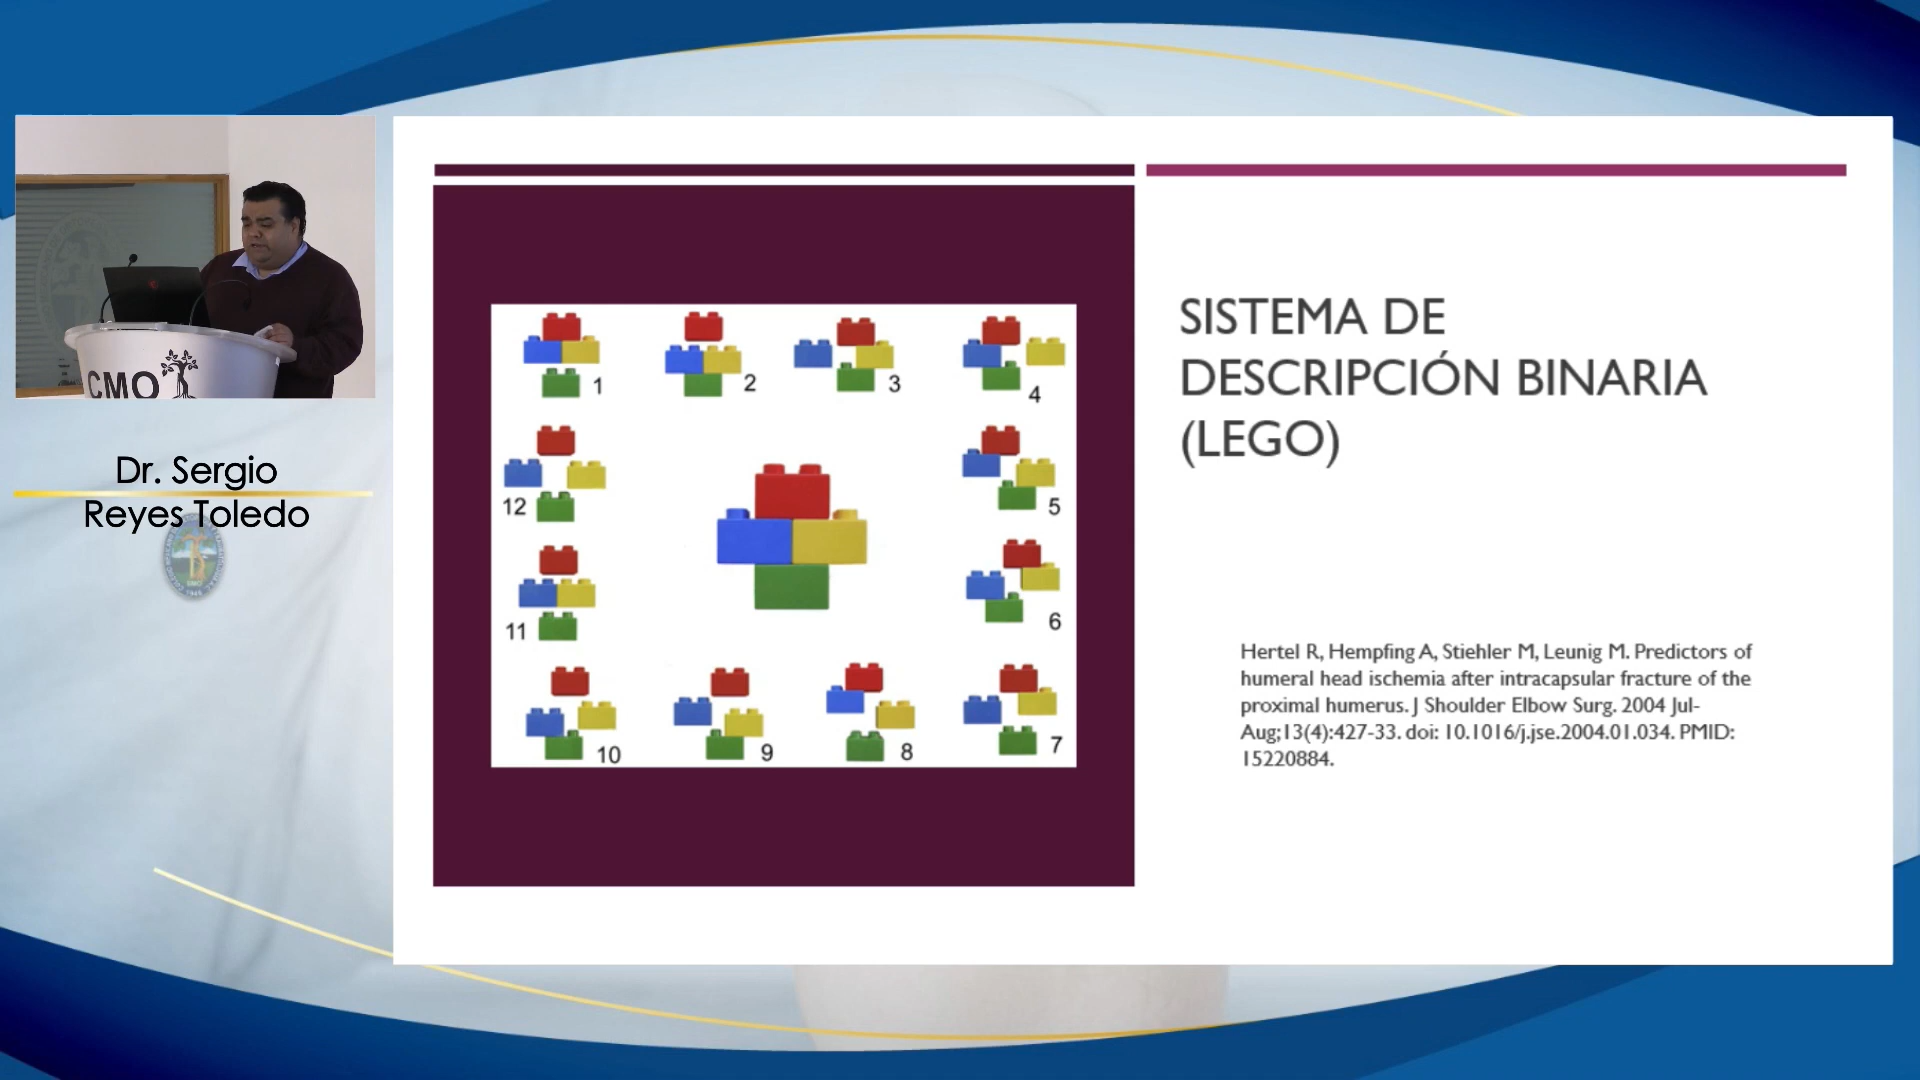 CMO
Dr. Sergio
Reyes Toledo
1
2
3
4
12
5
11
6
10
9
8
7
SISTEMA DE
DESCRIPCIÓN BINARIA
(LEGO)
Hertel R, Hempfing A, Stiehler M, Leunig M. Predictors of
humeral head ischemia after intracapsular fracture of the
proximal humerus. J Shoulder Elbow Surg. 2004 Jul-
Aug;13(4):427-33. doi: 10.1016/j.jse.2004.01.034. PMID:
15220884.